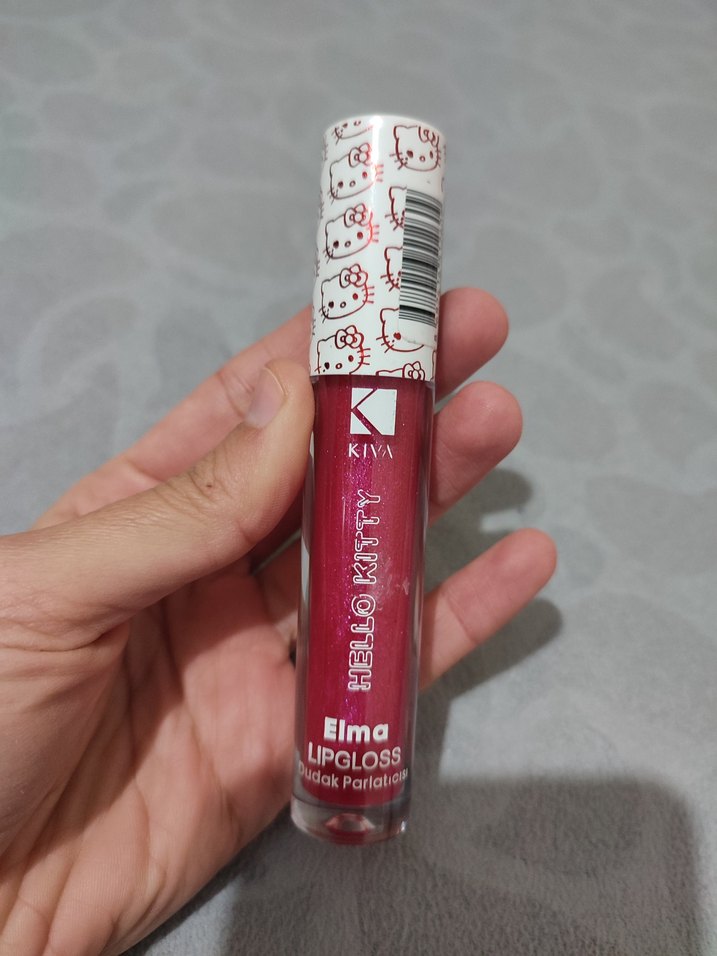 KIVA
HELLO KITTY
Elma
LIPGLOSS
Dudak Parlatıcısı